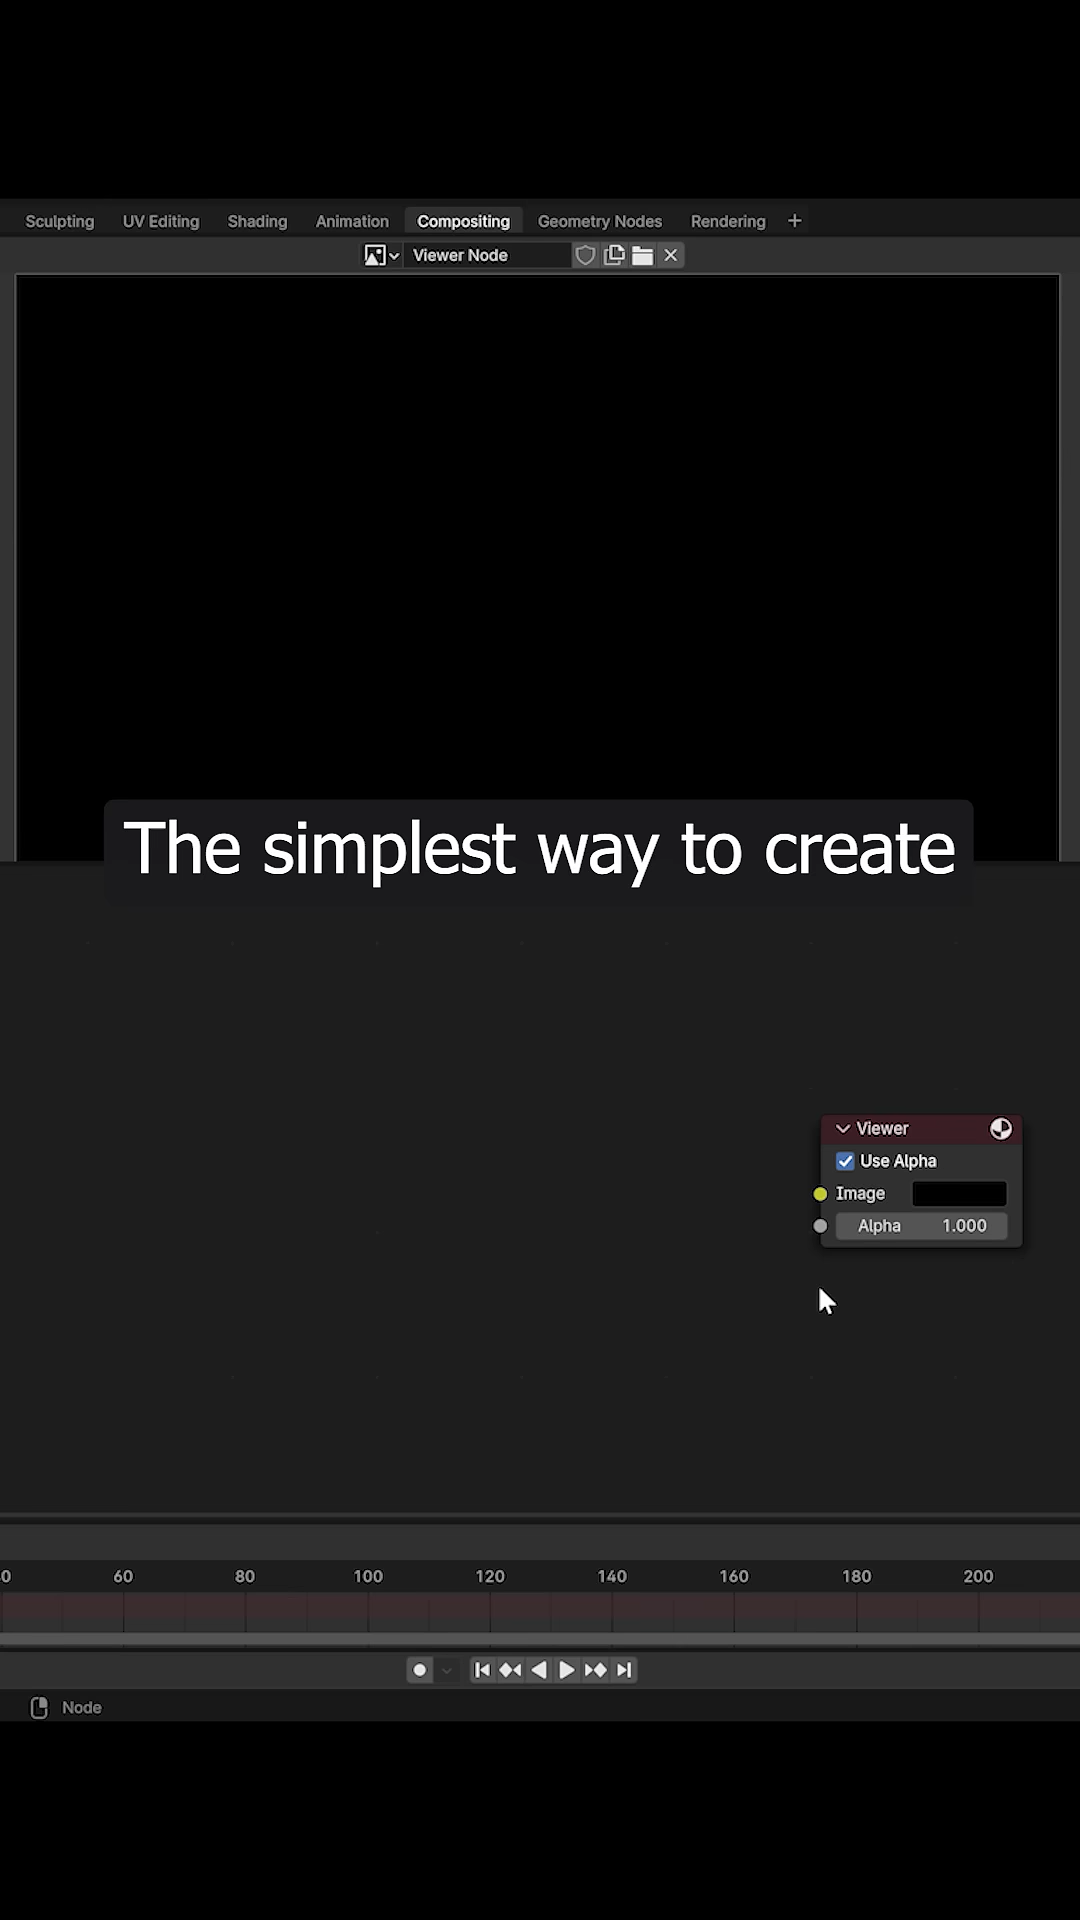 Sculpting UV Editing Shading Animation Compositing Geometry Nodes Rendering +
Viewer Node
The simplest way to create
Viewer
Use Alpha
Image
Alpha 1.000
0 60 80 100 120 140 160 180 200
Node